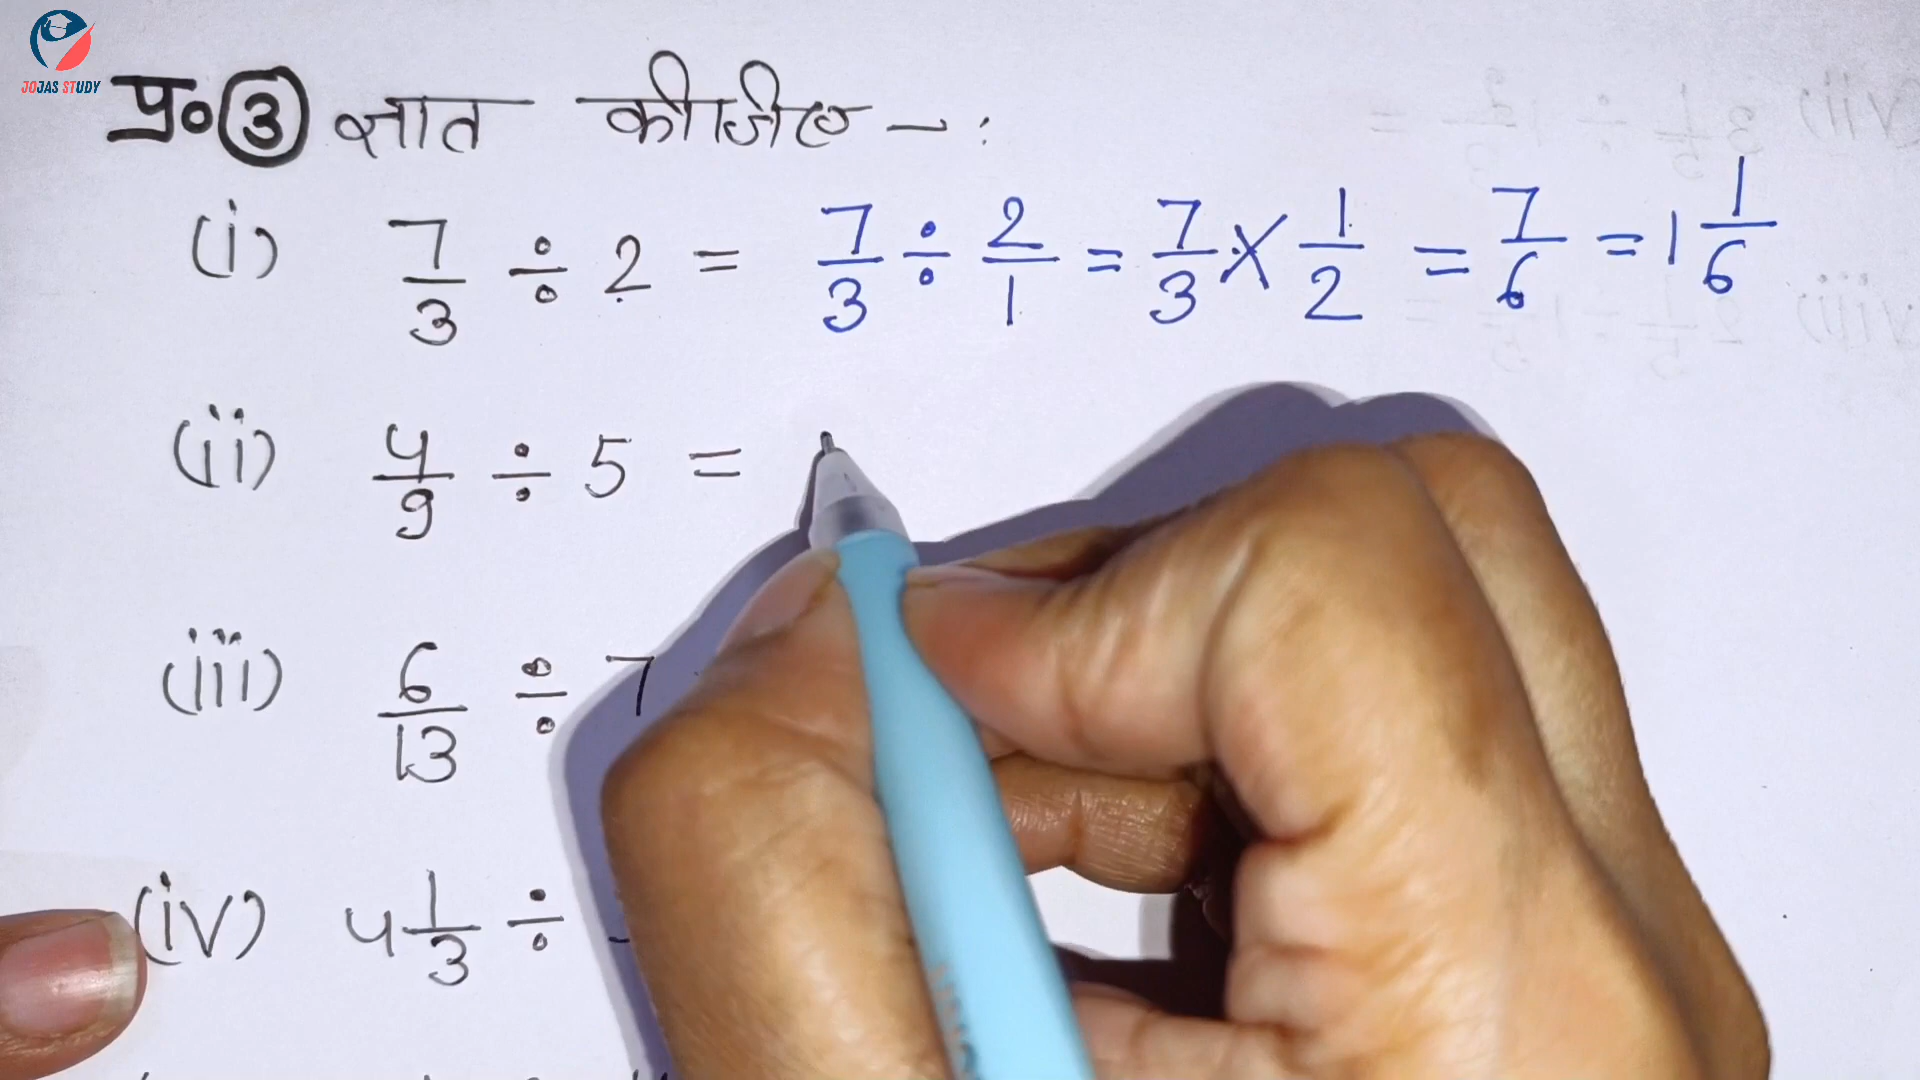 JOJAS STUDY
प्र० ③ ज्ञात कीजिए -:
(i) 7/3 ÷ 2 = 7/3 ÷ 2/1 = 7/3 × 1/2 = 7/6 = 1 1/6
(ii) 4/9 ÷ 5 =
(iii) 6/13 ÷ 7
(iv) 4 1/3 ÷